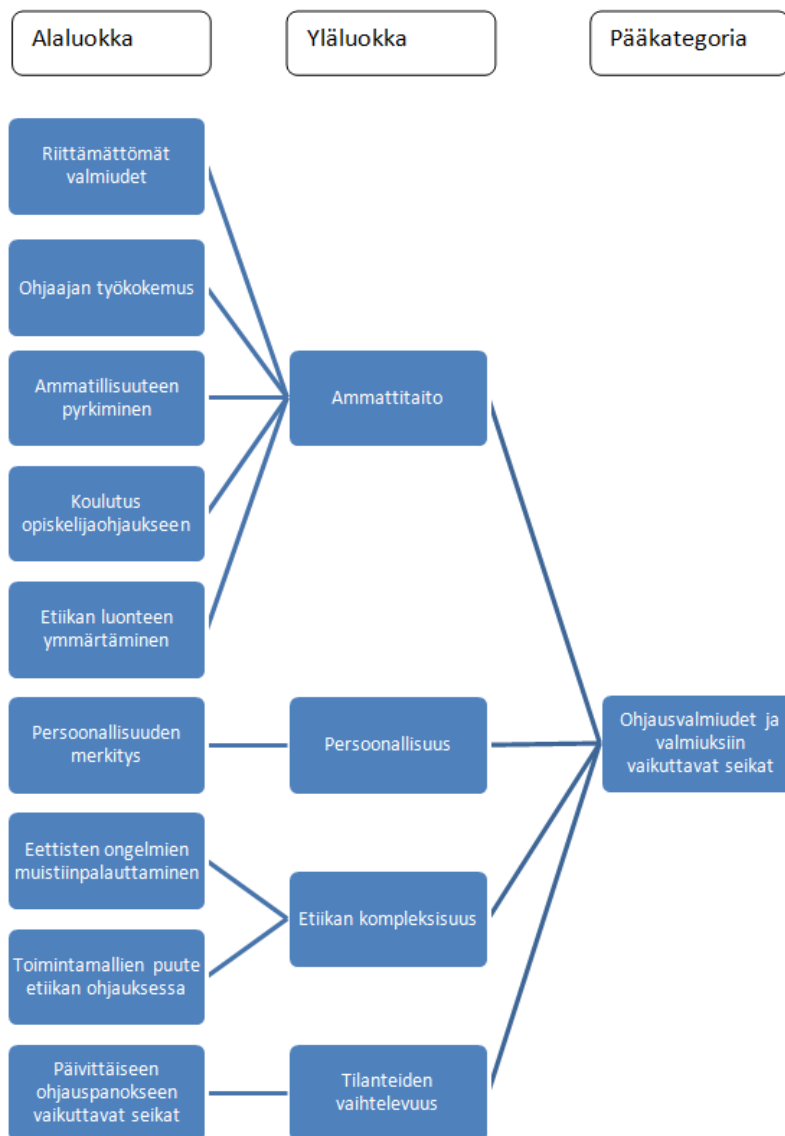 Alaluokka
Yläluokka
Pääkategoria
Riittämättömät
valmiudet
Ohjaajan työkokemus
Ammatillisuuteen
pyrkiminen
Koulutus
opiskelijaohjaukseen
Etiikan luonteen
ymmärtäminen
Persoonallisuuden
merkitys
Eettisten ongelmien
muistiinpalauttaminen
Toimintamallien puute
etiikan ohjauksessa
Päivittäiseen
ohjauspanokseen
vaikuttavat seikat
Ammattitaito
Persoonallisuus
Etiikan kompleksisuus
Tilanteiden
vaihtelevuus
Ohjausvalmiudet ja
valmiuksiin
vaikuttavat seikat